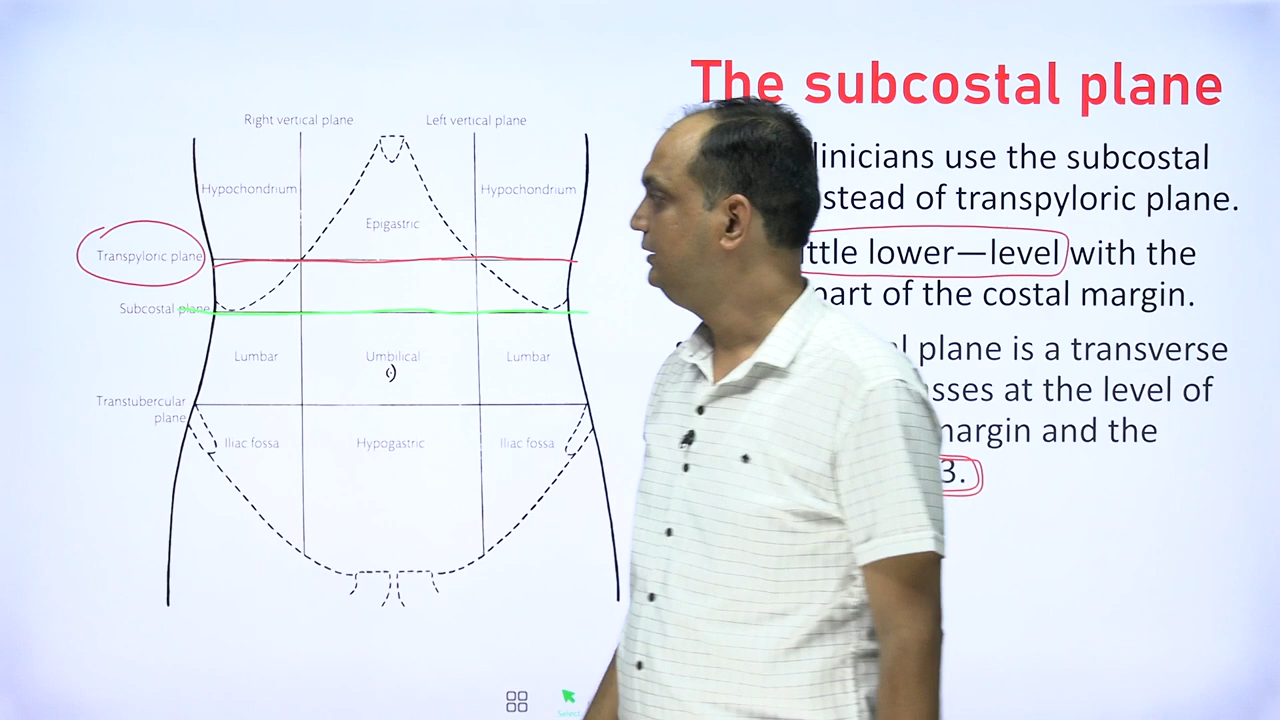 The subcostal plane
linicians use the subcostal
stead of transpyloric plane.
ttle lower—level with the
part of the costal margin.
l plane is a transverse
sses at the level of
margin and the
3.
Right vertical plane
Left vertical plane
Hypochondrium
Hypochondrium
Epigastric
Transpyloric plane
Subcostal plane
Lumbar
Umbilical
Lumbar
Transtubercular
plane
Iliac fossa
Hypogastric
Iliac fossa
Select